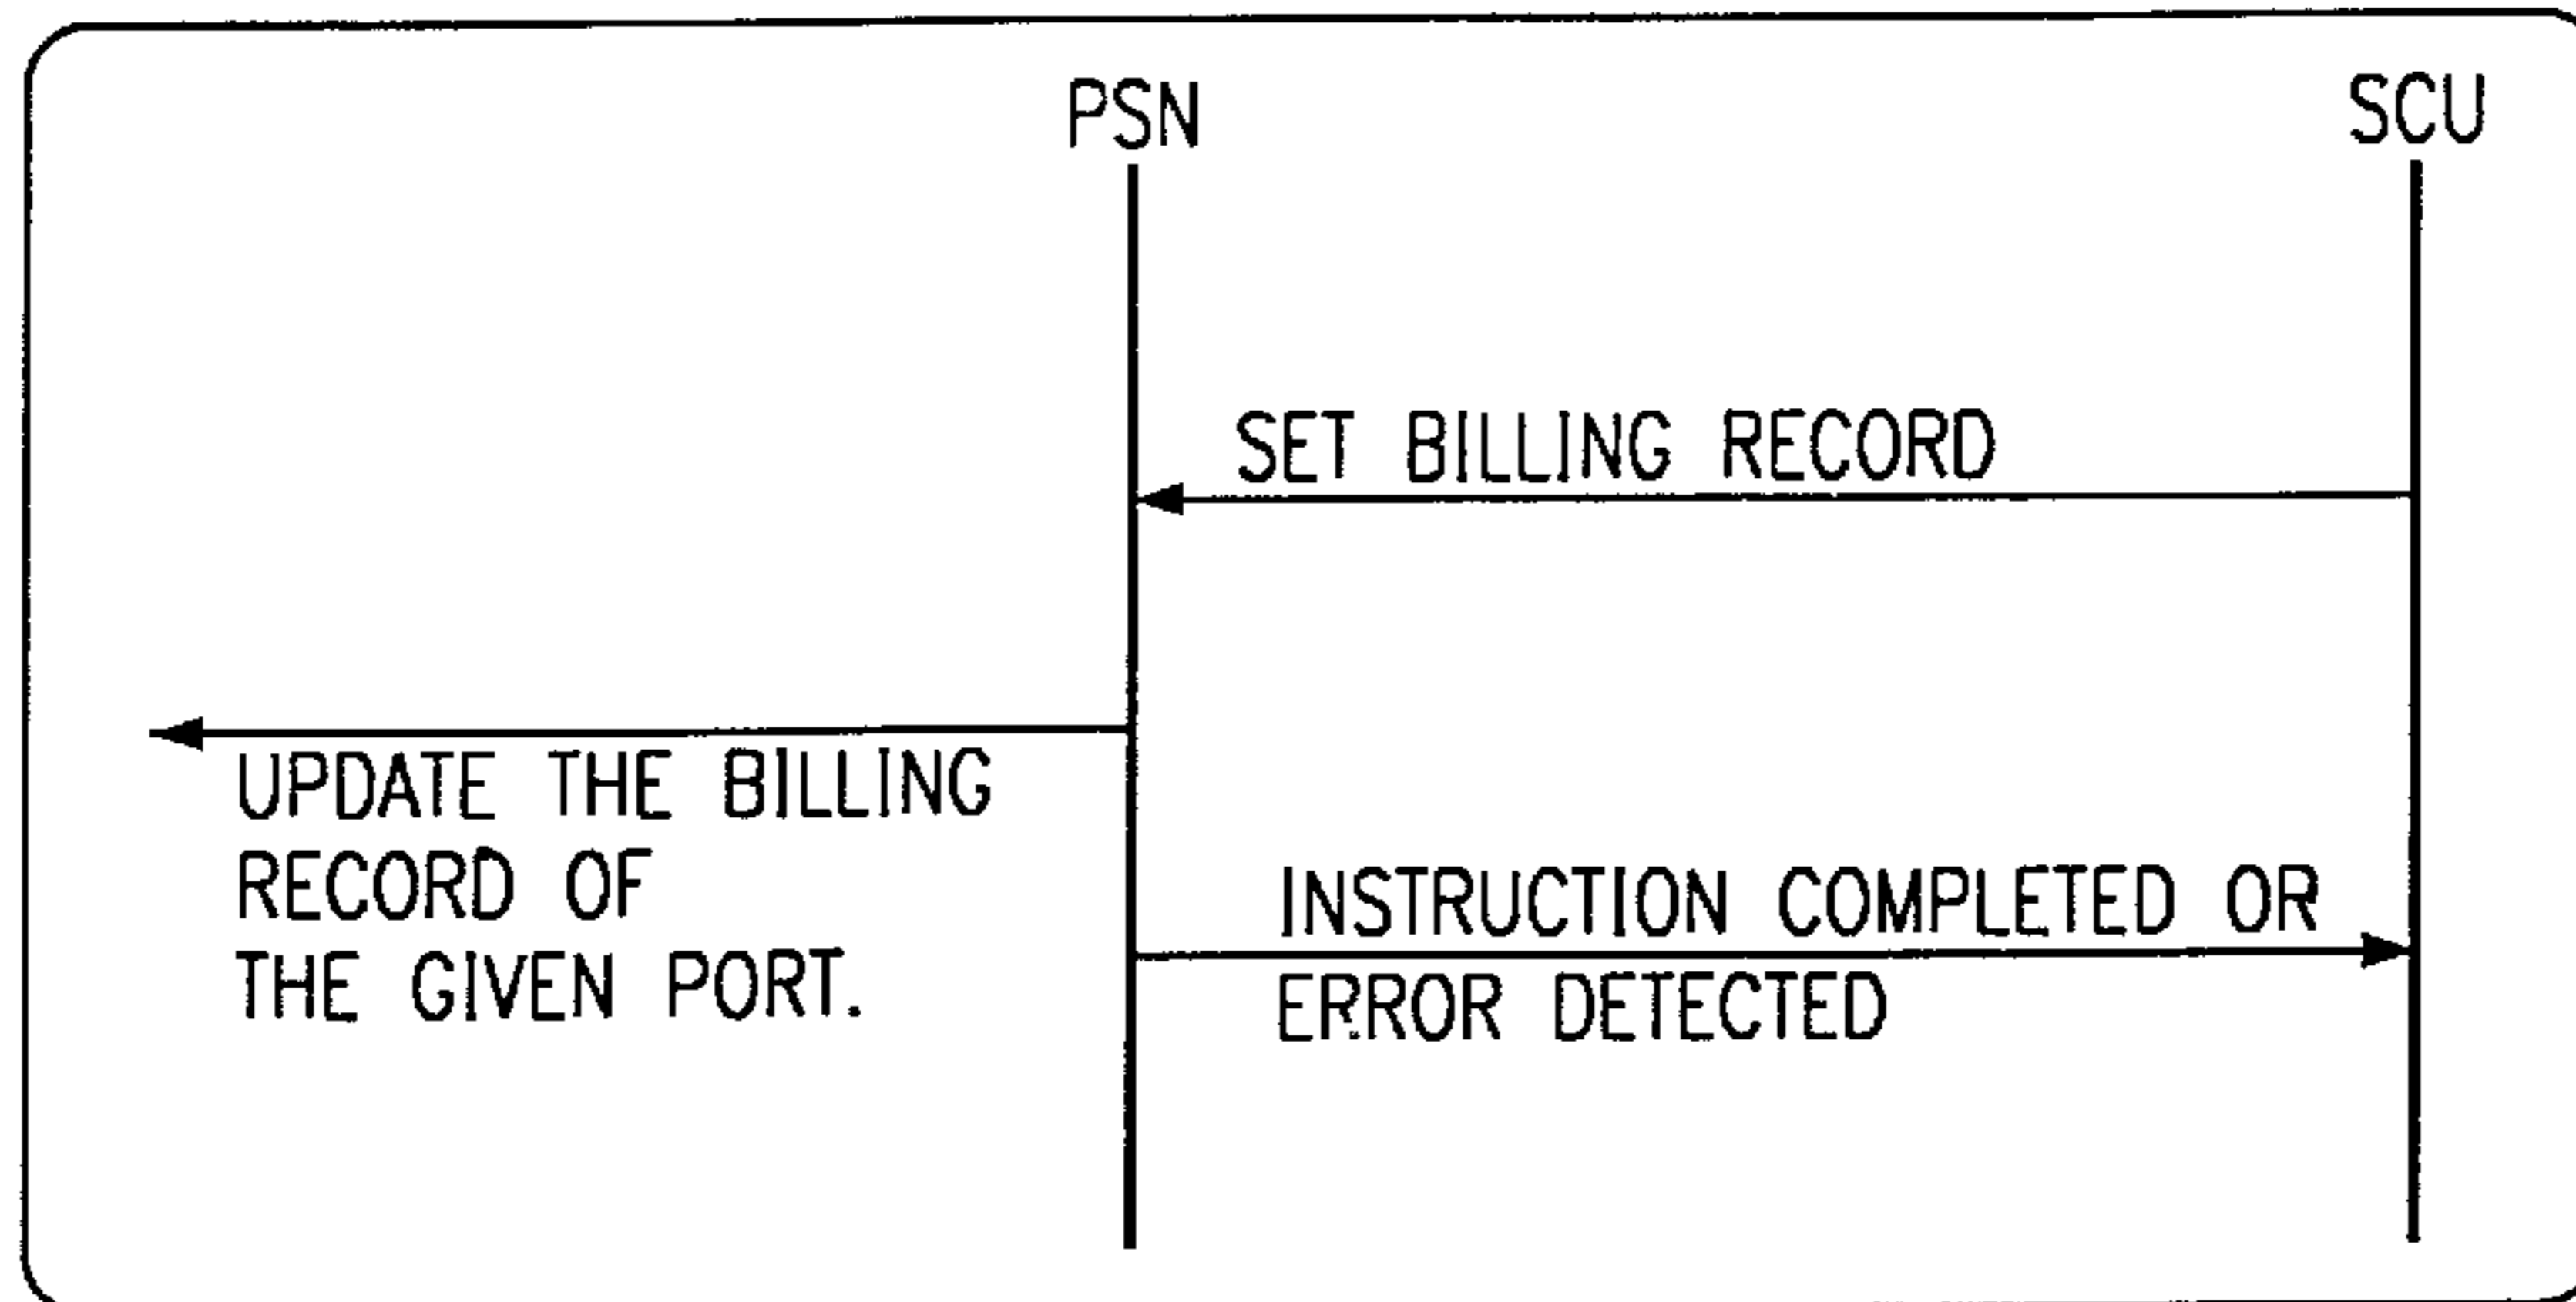 PSN
SCU
SET BILLING RECORD
UPDATE THE BILLING
RECORD OF
THE GIVEN PORT.
INSTRUCTION COMPLETED OR
ERROR DETECTED